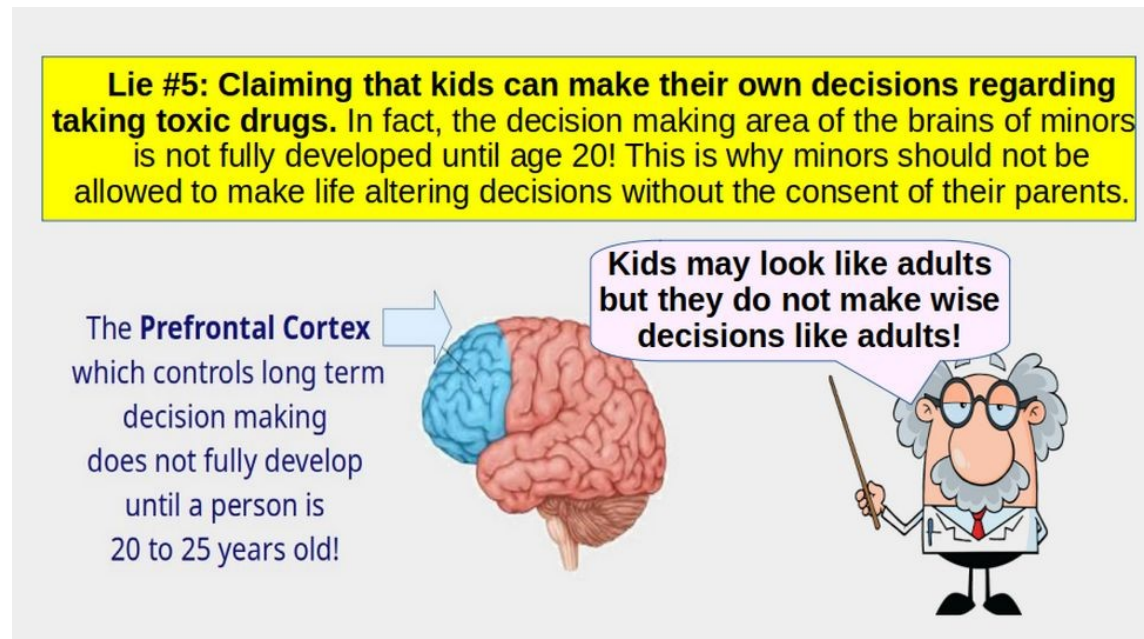 Lie #5: Claiming that kids can make their own decisions regarding
taking toxic drugs. In fact, the decision making area of the brains of minors
is not fully developed until age 20! This is why minors should not be
allowed to make life altering decisions without the consent of their parents.
Kids may look like adults
but they do not make wise
decisions like adults!
The Prefrontal Cortex
which controls long term
decision making
does not fully develop
until a person is
20 to 25 years old!